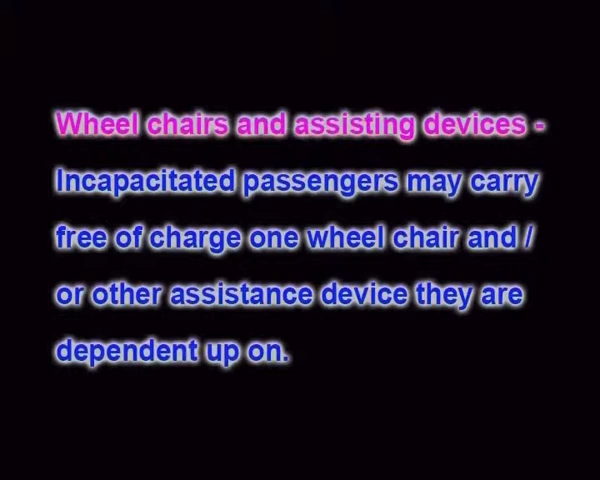 Wheel chairs and assisting devices -
Incapacitated passengers may carry
free of charge one wheel chair and /
or other assistance device they are
dependent up on.